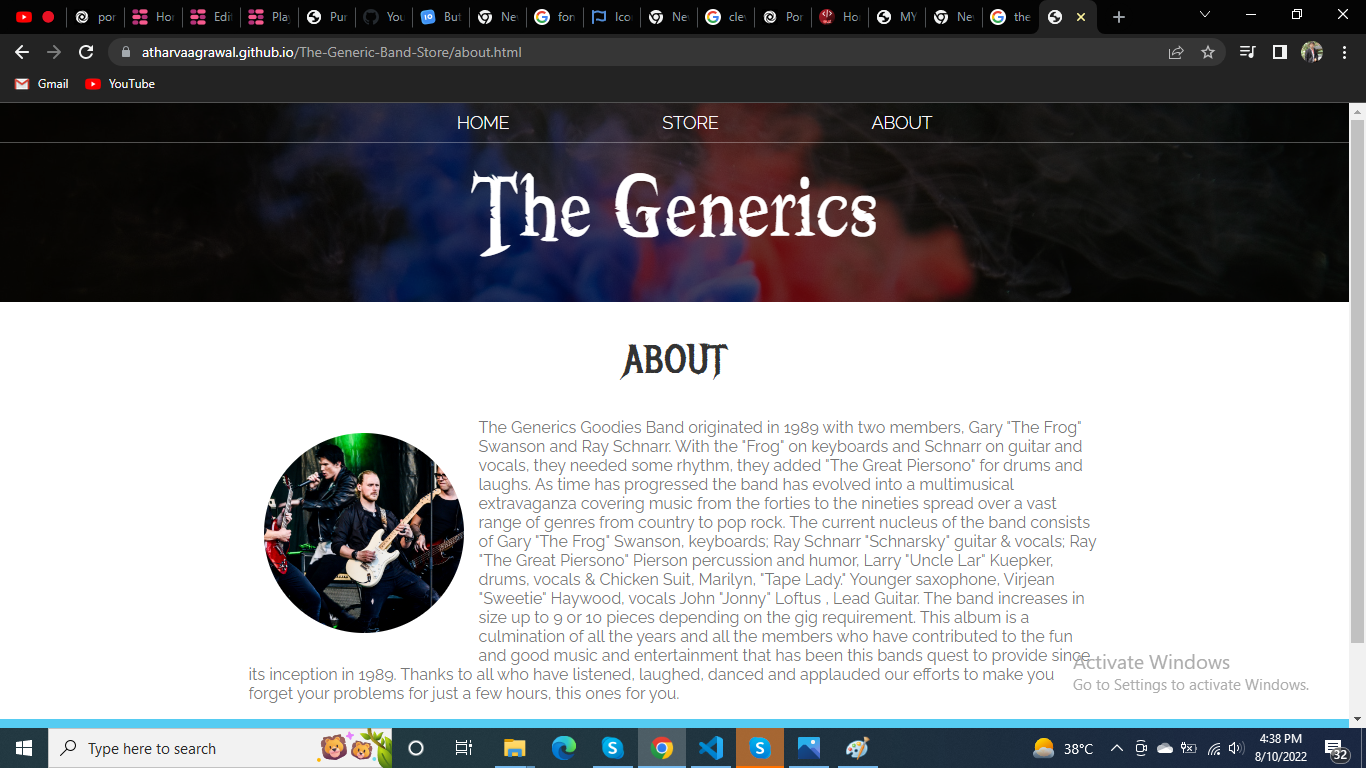 por
Hor
Edit
Play
Pur
You
But
Nev
fon
Ico
Nev
clev
Por
Ho
MY
Nev
the
atharvaagrawal.github.io/The-Generic-Band-Store/about.html
Gmail YouTube
HOME STORE ABOUT
The Generics
ABOUT
The Generics Goodies Band originated in 1989 with two members, Gary "The Frog"
Swanson and Ray Schnarr. With the "Frog" on keyboards and Schnarr on guitar and
vocals, they needed some rhythm, they added "The Great Piersono" for drums and
laughs. As time has progressed the band has evolved into a multimusical
extravaganza covering music from the forties to the nineties spread over a vast
range of genres from country to pop rock. The current nucleus of the band consists
of Gary "The Frog" Swanson, keyboards; Ray Schnarr "Schnarsky" guitar & vocals; Ray
"The Great Piersono" Pierson percussion and humor, Larry "Uncle Lar" Kuepker,
drums, vocals & Chicken Suit, Marilyn, "Tape Lady," Younger saxophone, Virjean
"Sweetie" Haywood, vocals John "Jonny" Loftus , Lead Guitar. The band increases in
size up to 9 or 10 pieces depending on the gig requirement. This album is a
culmination of all the years and all the members who have contributed to the fun
and good music and entertainment that has been this bands quest to provide since
its inception in 1989. Thanks to all who have listened, laughed, danced and applauded our efforts to make you
forget your problems for just a few hours, this ones for you.
Activate Windows
Go to Settings to activate Windows.
Type here to search
38°C
4:38 PM
8/10/2022
32